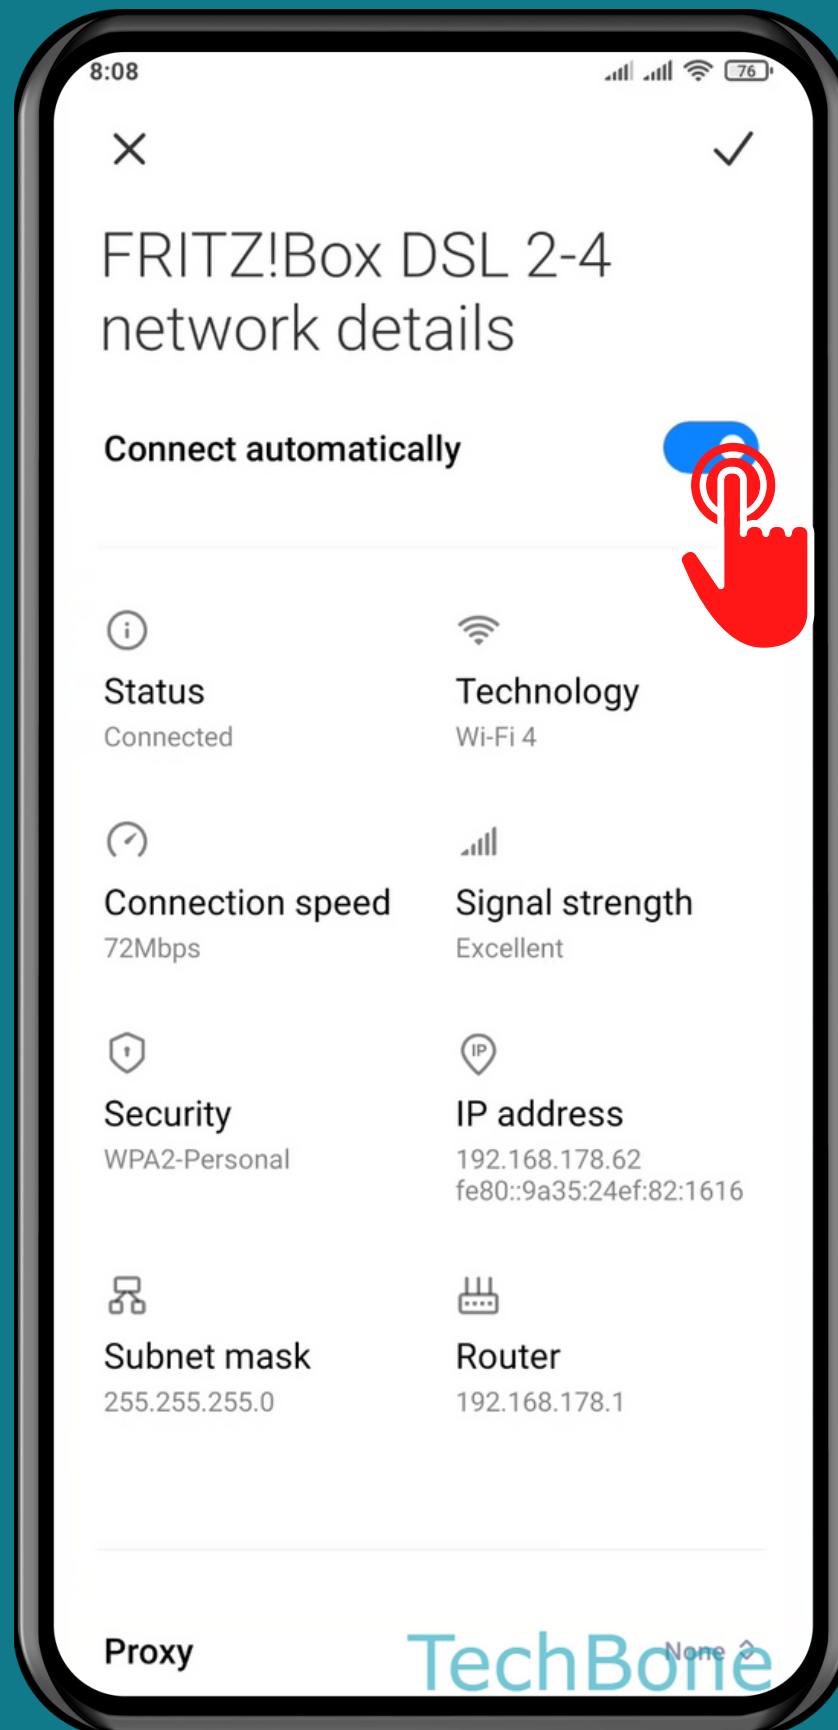 8:08
76
FRITZ!Box DSL 2-4
network details
Connect automatically
Status
Connected
Technology
Wi-Fi 4
Connection speed
72Mbps
Signal strength
Excellent
Security
WPA2-Personal
IP
IP address
192.168.178.62
fe80::9a35:24ef:82:1616
Subnet mask
255.255.255.0
Router
192.168.178.1
Proxy
None
TechBone